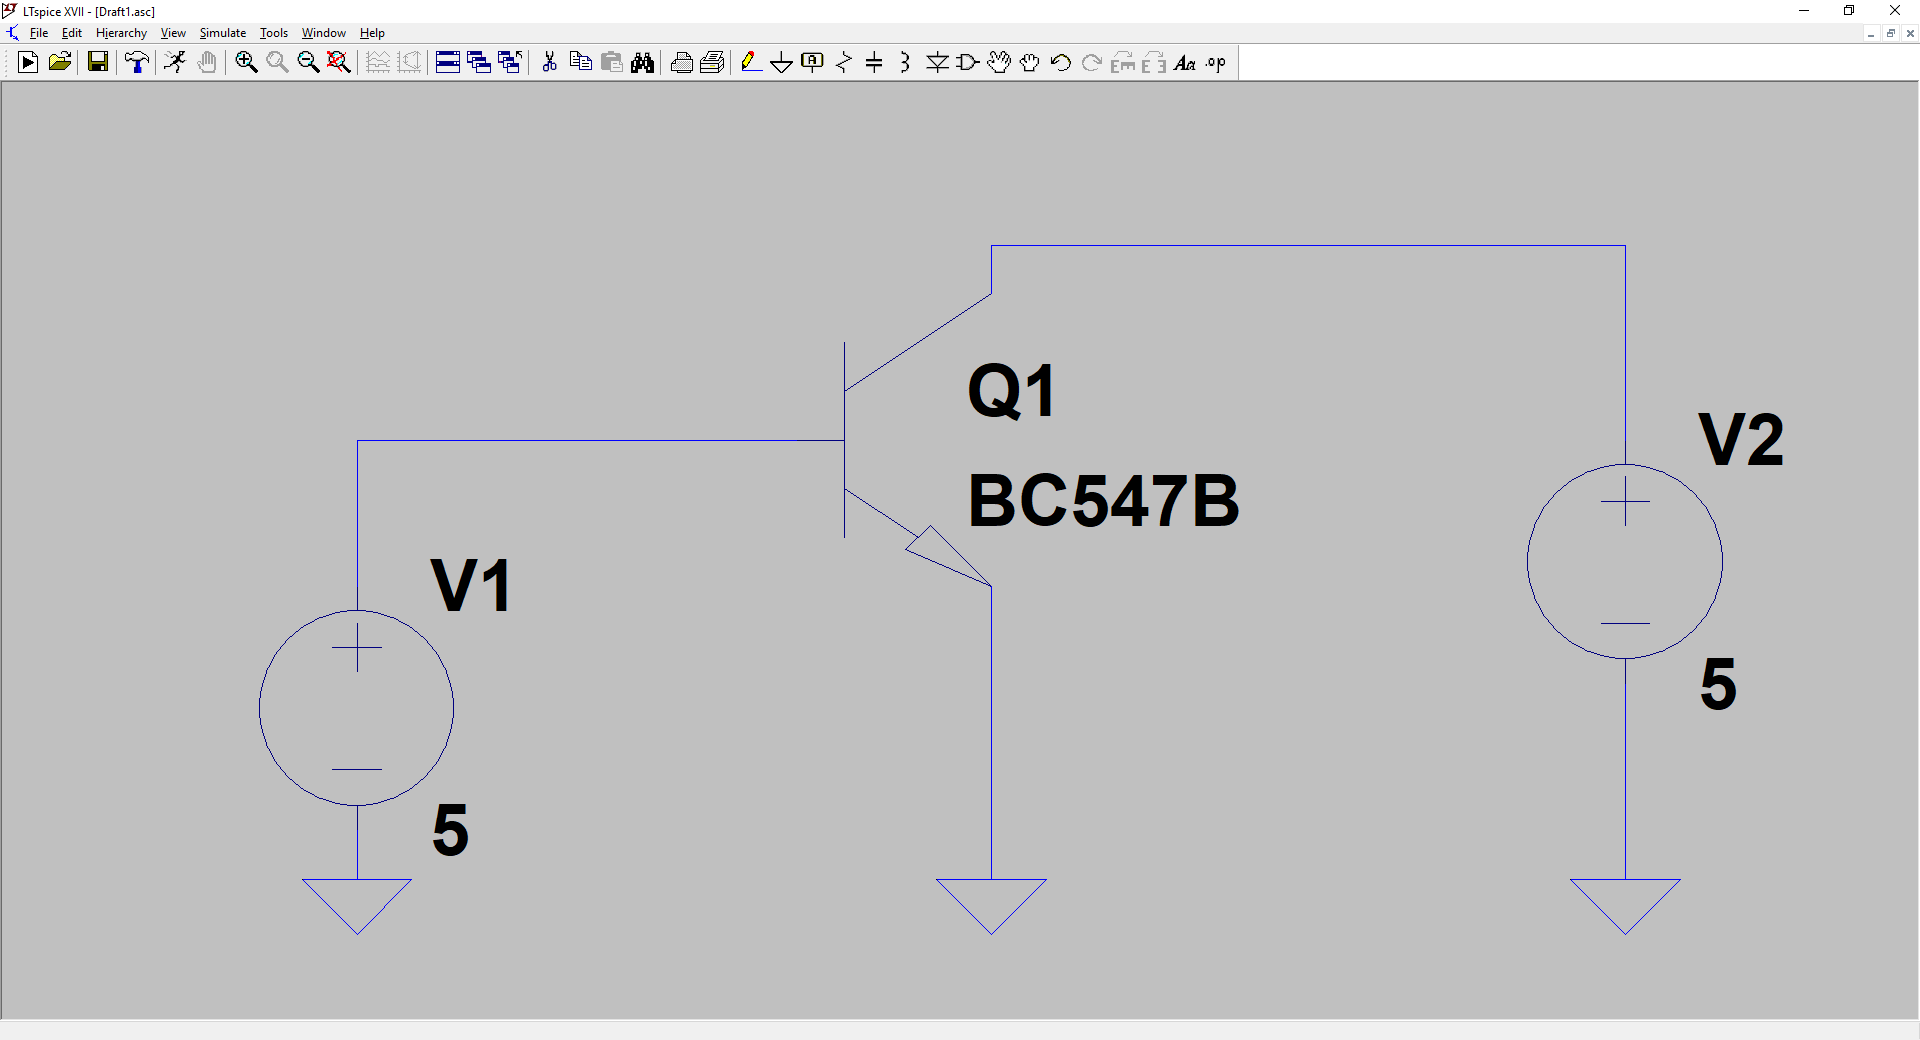 LTspice XVII - [Draft1.asc]
File Edit Hierarchy View Simulate Tools Window Help
Aa .op
Q1
BC547B
V1
5
V2
5